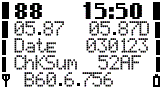 88 15:50
05.87 05.87D
Date 030123
ChkSum 52AF
B60.6.756